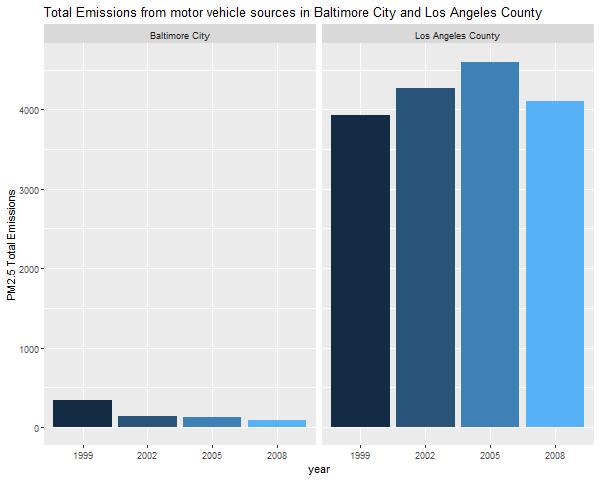 Total Emissions from motor vehicle sources in Baltimore City and Los Angeles County
Baltimore City
Los Angeles County
PM2.5 Total Emissions
4000
3000
2000
1000
0
1999 2002 2005 2008
1999 2002 2005 2008
year